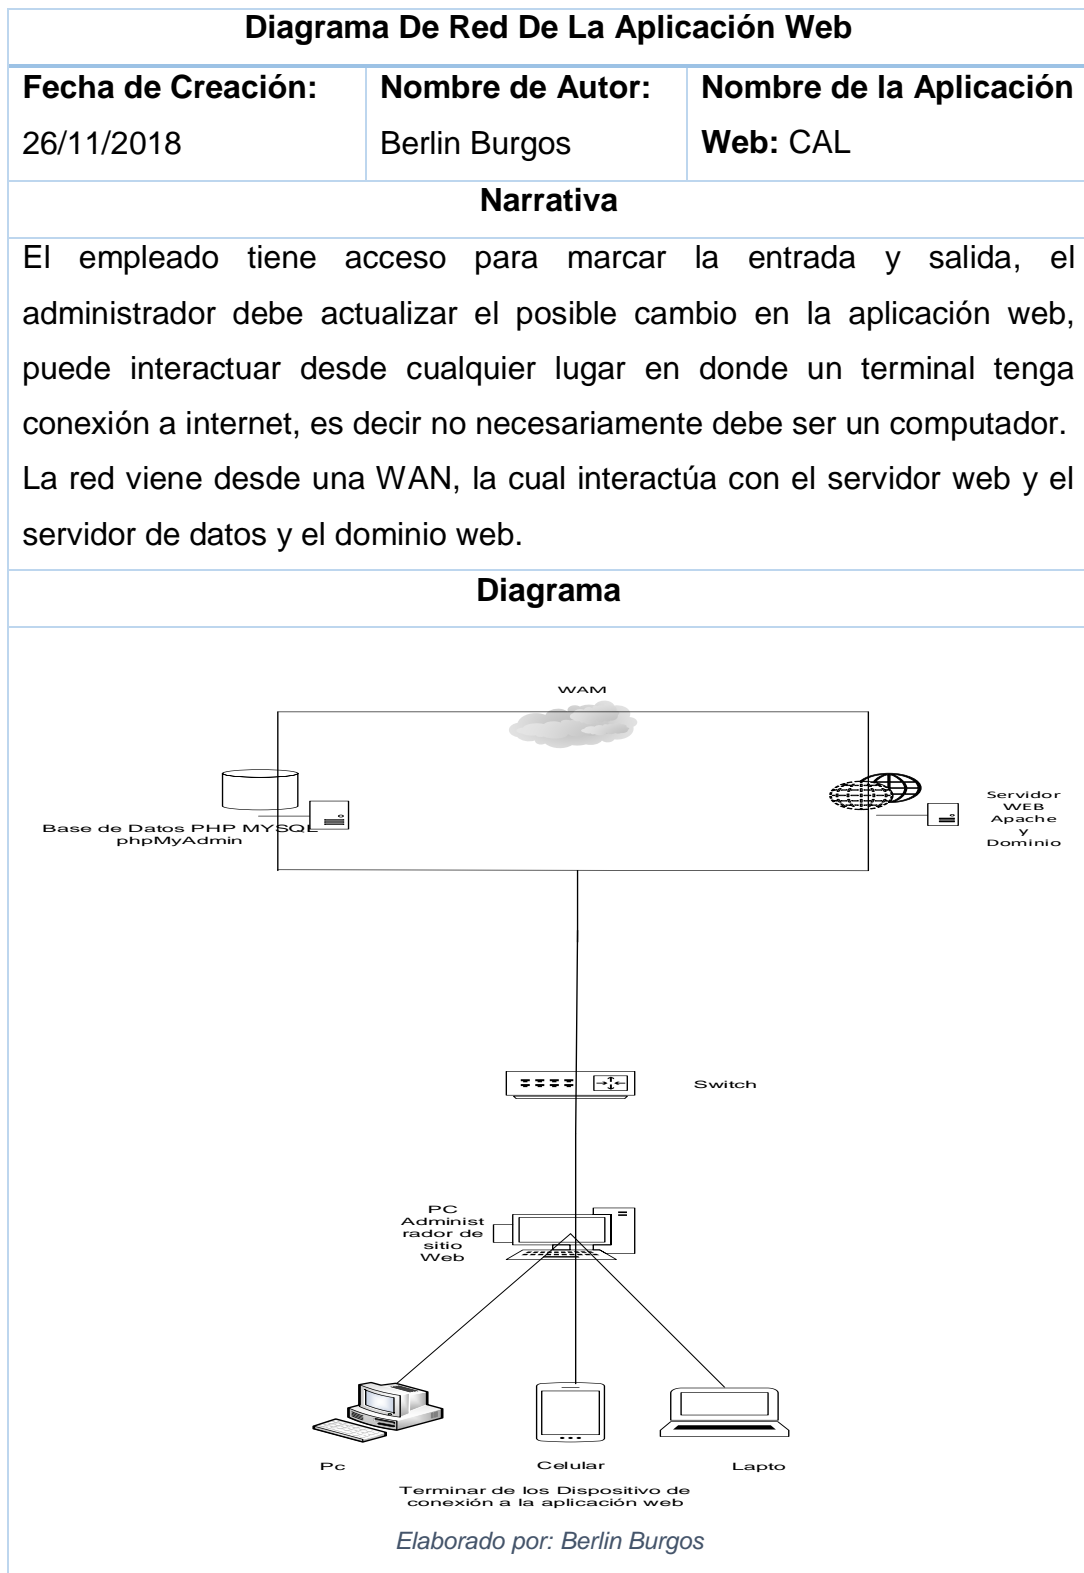 Diagrama De Red De La Aplicación Web
Fecha de Creación:
26/11/2018
Nombre de Autor:
Berlin Burgos
Nombre de la Aplicación
Web: CAL
Narrativa
El empleado tiene acceso para marcar la entrada y salida, el
administrador debe actualizar el posible cambio en la aplicación web,
puede interactuar desde cualquier lugar en donde un terminal tenga
conexión a internet, es decir no necesariamente debe ser un computador.
La red viene desde una WAN, la cual interactúa con el servidor web y el
servidor de datos y el dominio web.
Diagrama
WAM
Base de Datos PHP MYSQL
phpMyAdmin
Servidor
WEB
Apache
y
Dominio
Switch
PC
Administ
rador de
sitio
Web
Pc
Celular
Lapto
Terminar de los Dispositivo de
conexión a la aplicación web
Elaborado por: Berlin Burgos